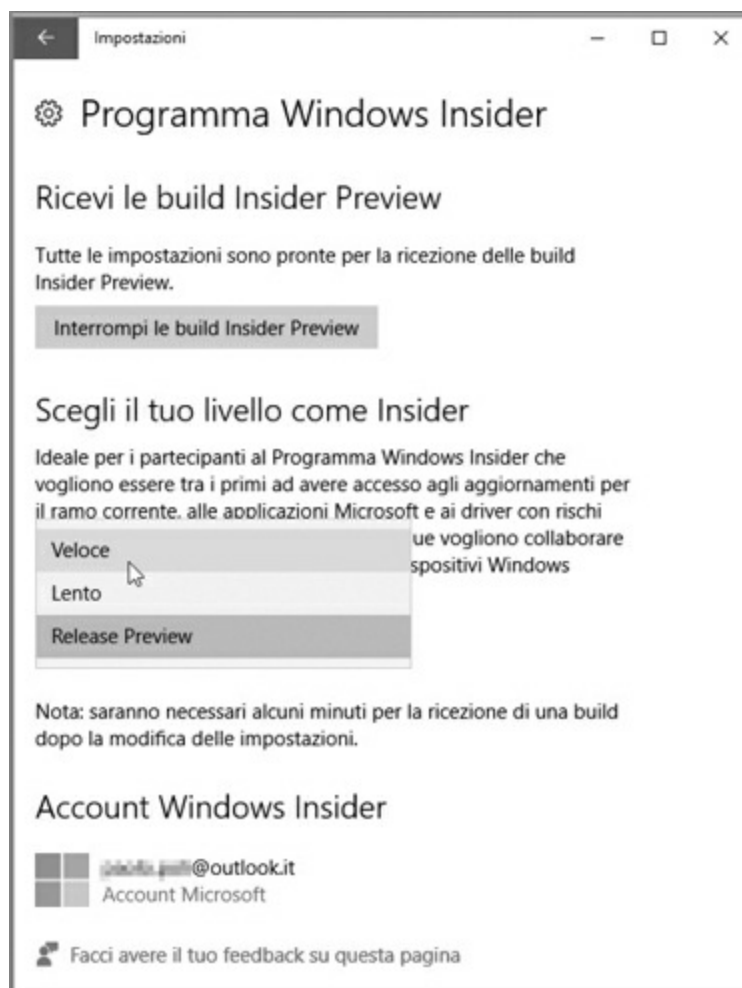 Impostazioni
Programma Windows Insider
Ricevi le build Insider Preview
Tutte le impostazioni sono pronte per la ricezione delle build
Insider Preview.
Interrompi le build Insider Preview
Scegli il tuo livello come Insider
Ideale per i partecipanti al Programma Windows Insider che
vogliono essere tra i primi ad avere accesso agli aggiornamenti per
il ramo corrente, alle applicazioni Microsoft e ai driver con rischi
ue vogliono collaborare
Veloce
spositivi Windows
Lento
Release Preview
Nota: saranno necessari alcuni minuti per la ricezione di una build
dopo la modifica delle impostazioni.
Account Windows Insider
@outlook.it
Account Microsoft
Facci avere il tuo feedback su questa pagina